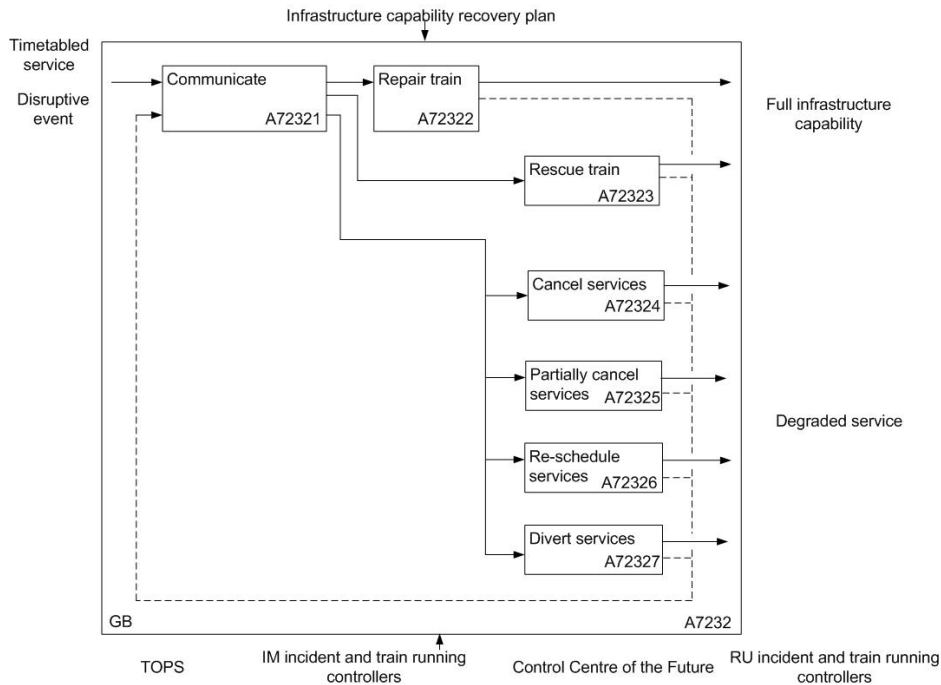 Infrastructure capability recovery plan
Timetabled
service
Disruptive
event
Communicate
A72321
Repair train
A72322
Full infrastructure
capability
Rescue train
A72323
Cancel services
A72324
Partially cancel
services
A72325
Degraded service
Re-schedule
services
A72326
Divert services
A72327
GB
A7232
TOPS
IM incident and train running
controllers
Control Centre of the Future
RU incident and train running
controllers